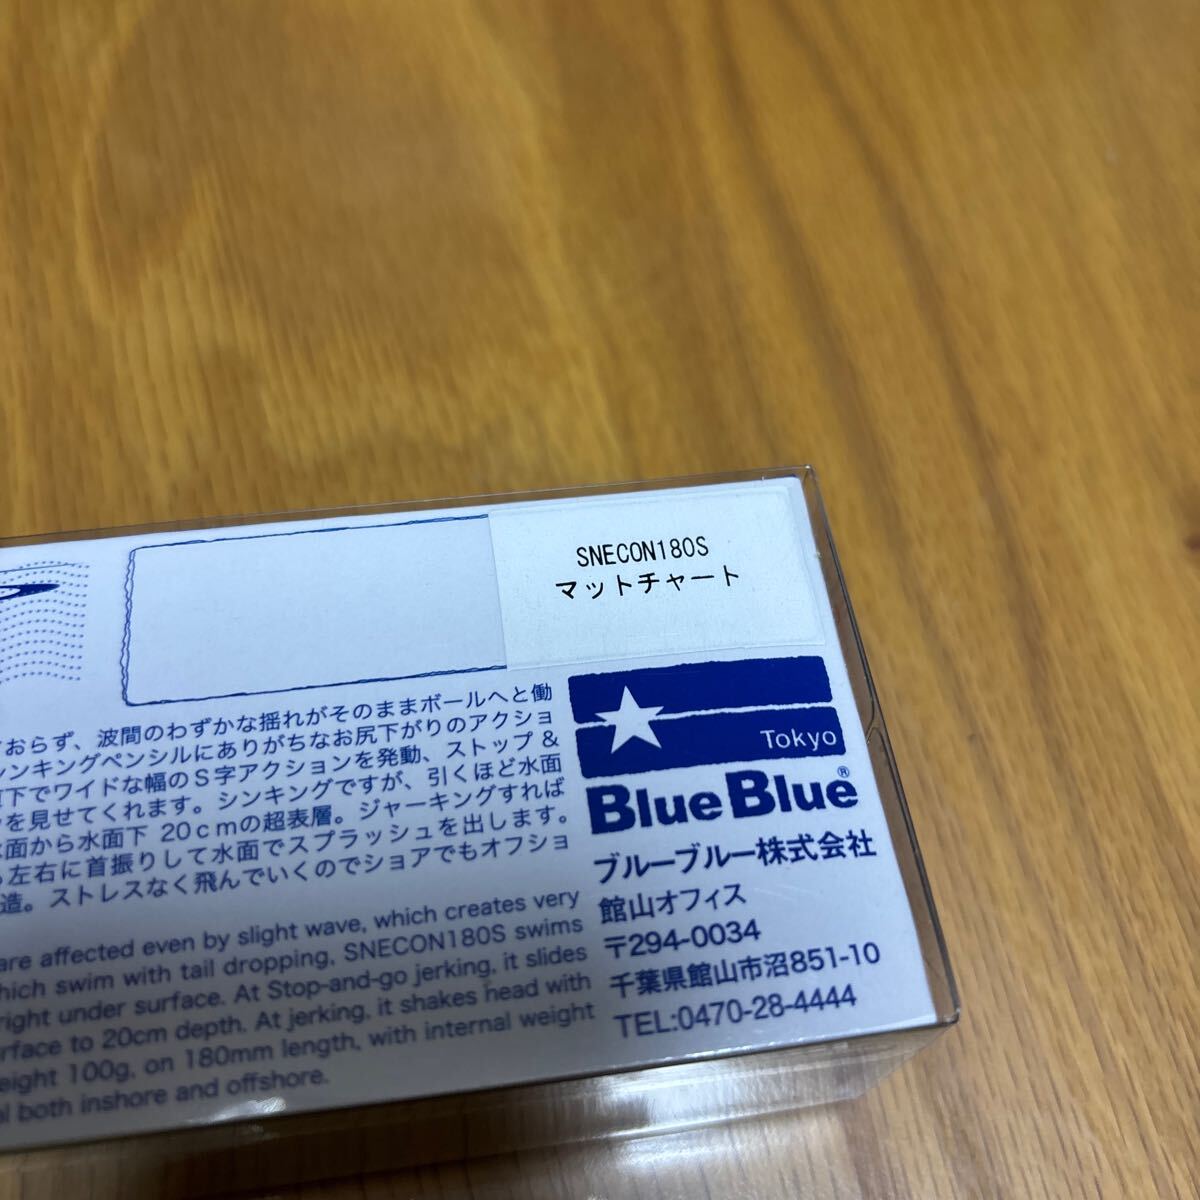 SNECON180S
マットチャート
おらず、波間のわずかな揺れがそのままボールへと働
ンキングペンシルにありがちなお尻下がりのアクショ
下でワイドな幅のS字アクションを発動、ストップ&
を見せてくれます。シンキングですが、引くほど水面
面から水面下 20cmの超表層。ジャーキングすれば
左右に首振りして水面でスプラッシュを出します。
造。ストレスなく飛んでいくのでショアでもオフショ
are affected even by slight wave, which creates very
hich swim with tail dropping, SNECON180S swims
right under surface. At Stop-and-go jerking, it slides
rface to 20cm depth. At jerking, it shakes head with
eight 100g, on 180mm length, with internal weight
al both inshore and offshore.
Tokyo
Blue Blue®
ブルーブルー株式会社
館山オフィス
〒294-0034
千葉県館山市沼851-10
TEL:0470-28-4444